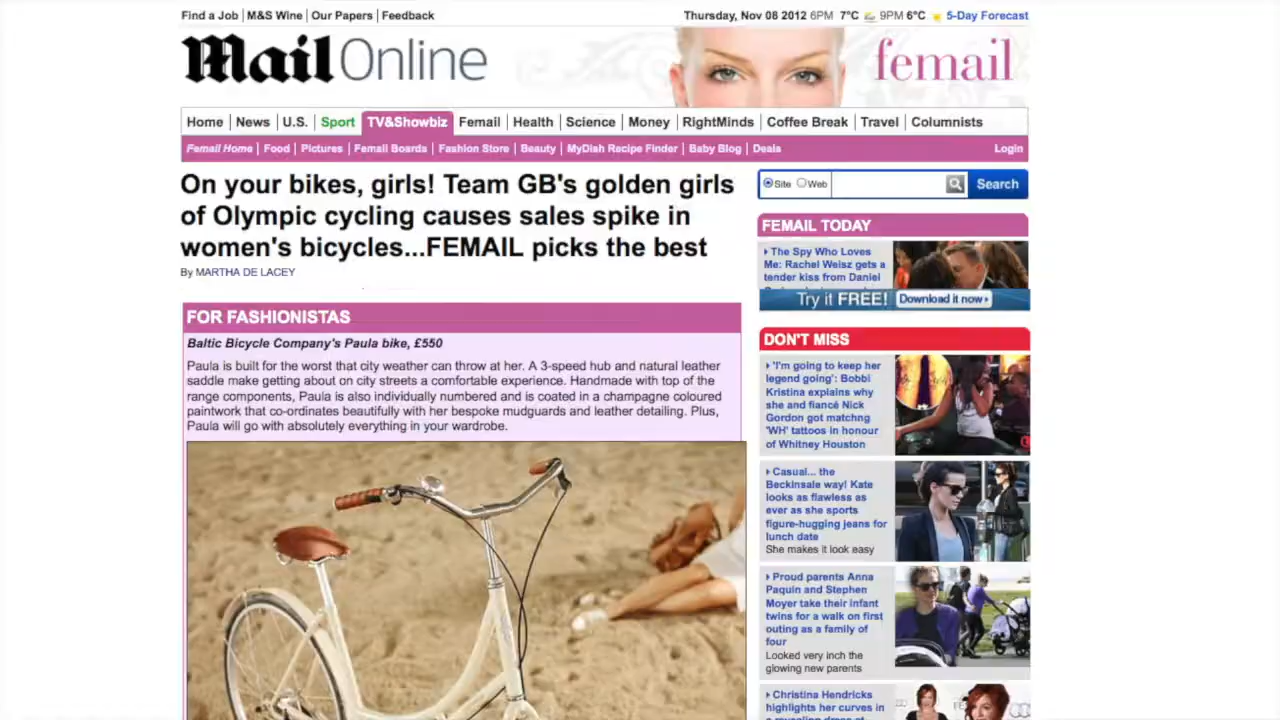 Find a Job | M&S Wine | Our Papers | Feedback
Thursday, Nov 08 2012 6PM 7°C 9PM 6°C 5-Day Forecast
Mail Online
femail
Home | News | U.S. | Sport | TV&Showbiz | Femail | Health | Science | Money | RightMinds | Coffee Break | Travel | Columnists
Femail Home | Food | Pictures | Femail Boards | Fashion Store | Beauty | MyDish Recipe Finder | Baby Blog | Deals
Login
On your bikes, girls! Team GB's golden girls
of Olympic cycling causes sales spike in
women's bicycles...FEMAIL picks the best
By MARTHA DE LACEY
FOR FASHIONISTAS
Baltic Bicycle Company's Paula bike, £550
Paula is built for the worst that city weather can throw at her. A 3-speed hub and natural leather
saddle make getting about on city streets a comfortable experience. Handmade with top of the
range components, Paula is also individually numbered and is coated in a champagne coloured
paintwork that co-ordinates beautifully with her bespoke mudguards and leather detailing. Plus,
Paula will go with absolutely everything in your wardrobe.
Site Web
Search
FEMAIL TODAY
The Spy Who Loves
Me: Rachel Weisz gets a
tender kiss from Daniel
Try it FREE! Download it now
DON'T MISS
'I'm going to keep her
legend going': Bobbi
Kristina explains why
she and fiancé Nick
Gordon got matchng
'WH' tattoos in honour
of Whitney Houston
Casual... the
Beckinsale way! Kate
looks as flawless as
ever as she sports
figure-hugging jeans for
lunch date
She makes it look easy
Proud parents Anna
Paquin and Stephen
Moyer take their infant
twins for a walk on first
outing as a family of
four
Looked very inch the
glowing new parents
Christina Hendricks
highlights her curves in